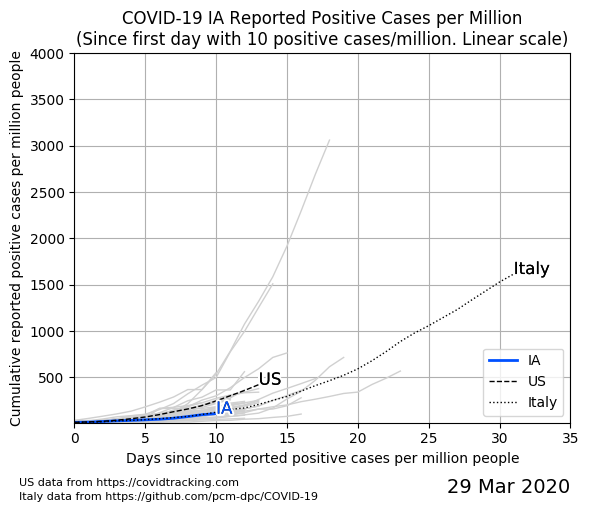 COVID-19 IA Reported Positive Cases per Million
(Since first day with 10 positive cases/million. Linear scale)
Cumulative reported positive cases per million people
4000
3500
3000
2500
2000
1500
1000
500
Italy
US
IA
IA
US
Italy
0 5 10 15 20 25 30 35
Days since 10 reported positive cases per million people
US data from https://covidtracking.com
Italy data from https://github.com/pcm-dpc/COVID-19
29 Mar 2020